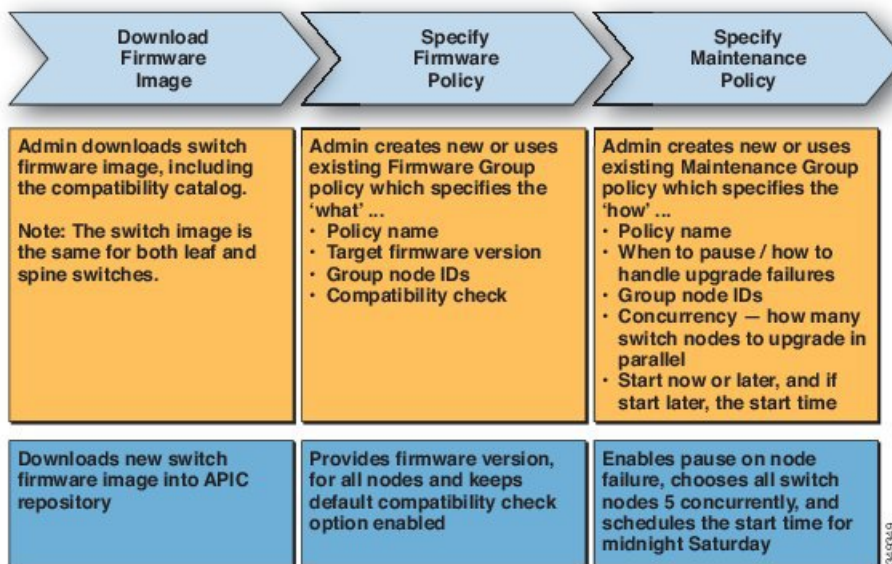 Download
Firmware
Image
Specify
Firmware
Policy
Specify
Maintenance
Policy
Admin downloads switch
firmware image, including
the compatibility catalog.
Note: The switch image is
the same for both leaf and
spine switches.
Admin creates new or uses
existing Firmware Group
policy which specifies the
‘what’ ...
• Policy name
• Target firmware version
• Group node IDs
• Compatibility check
Admin creates new or uses
existing Maintenance Group
policy which specifies the
‘how’ ...
• Policy name
• When to pause / how to
handle upgrade failures
• Group node IDs
• Concurrency — how many
switch nodes to upgrade in
parallel
• Start now or later, and if
start later, the start time
Downloads new switch
firmware image into APIC
repository
Provides firmware version,
for all nodes and keeps
default compatibility check
option enabled
Enables pause on node
failure, chooses all switch
nodes 5 concurrently, and
schedules the start time for
midnight Saturday
349349